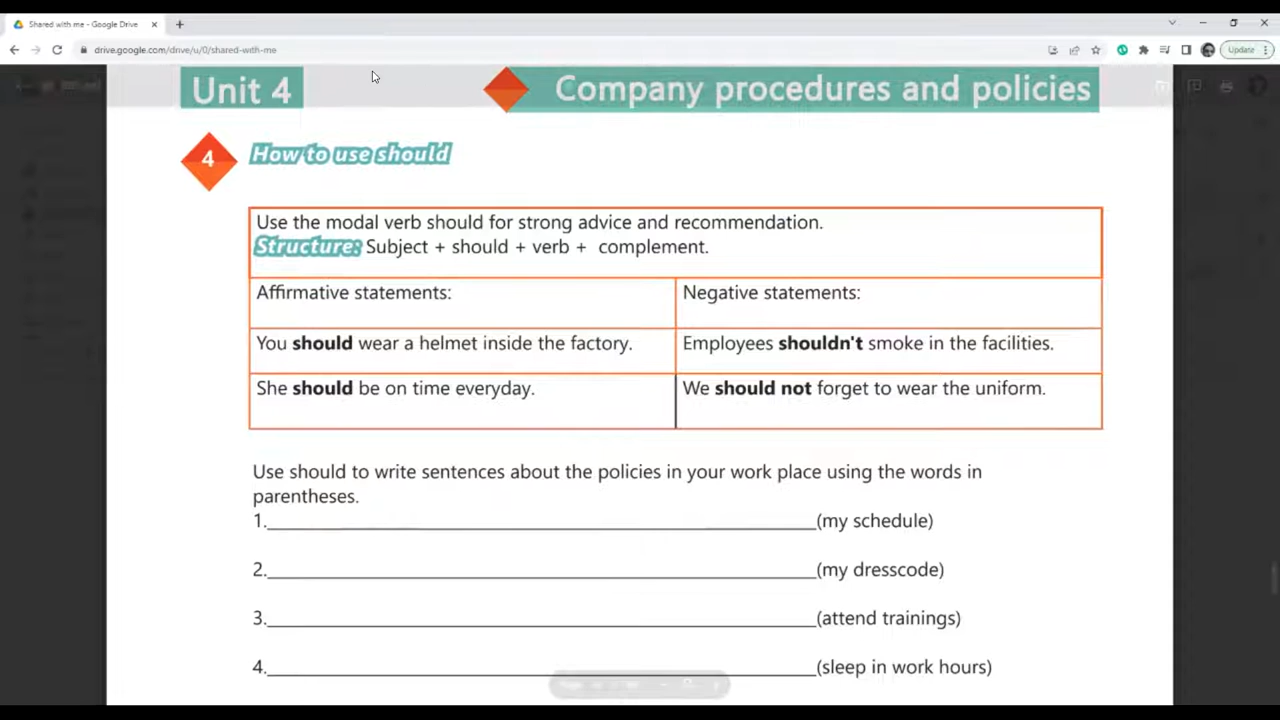 Shared with me - Google Drive
drive.google.com/drive/u/0/shared-with-me
Update
Unit 4
Company procedures and policies
4
How to use should
Use the modal verb should for strong advice and recommendation.
Structure: Subject + should + verb + complement.
Affirmative statements:
Negative statements:
You should wear a helmet inside the factory.
Employees shouldn't smoke in the facilities.
She should be on time everyday.
We should not forget to wear the uniform.
Use should to write sentences about the policies in your work place using the words in
parentheses.
1.______________________________(my schedule)
2.______________________________(my dresscode)
3.______________________________(attend trainings)
4.______________________________(sleep in work hours)